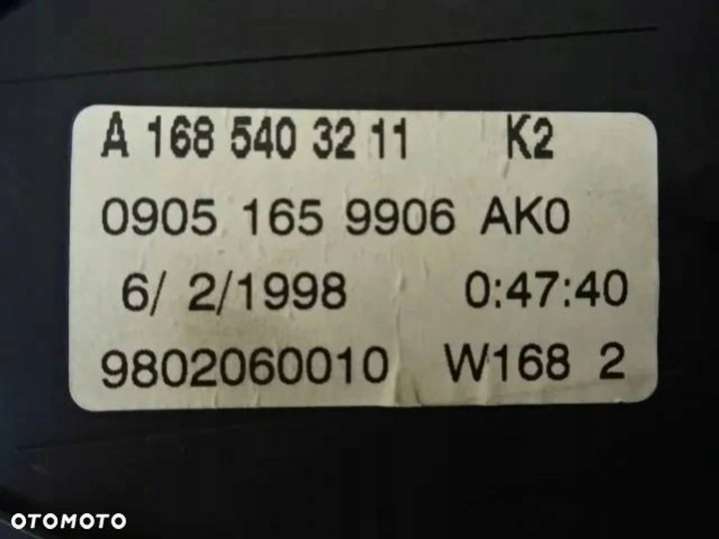 A 168 540 32 11 K2
0905 165 9906 AK0
6/ 2/1998 0:47:40
9802060010 W168 2
OTOMOTO